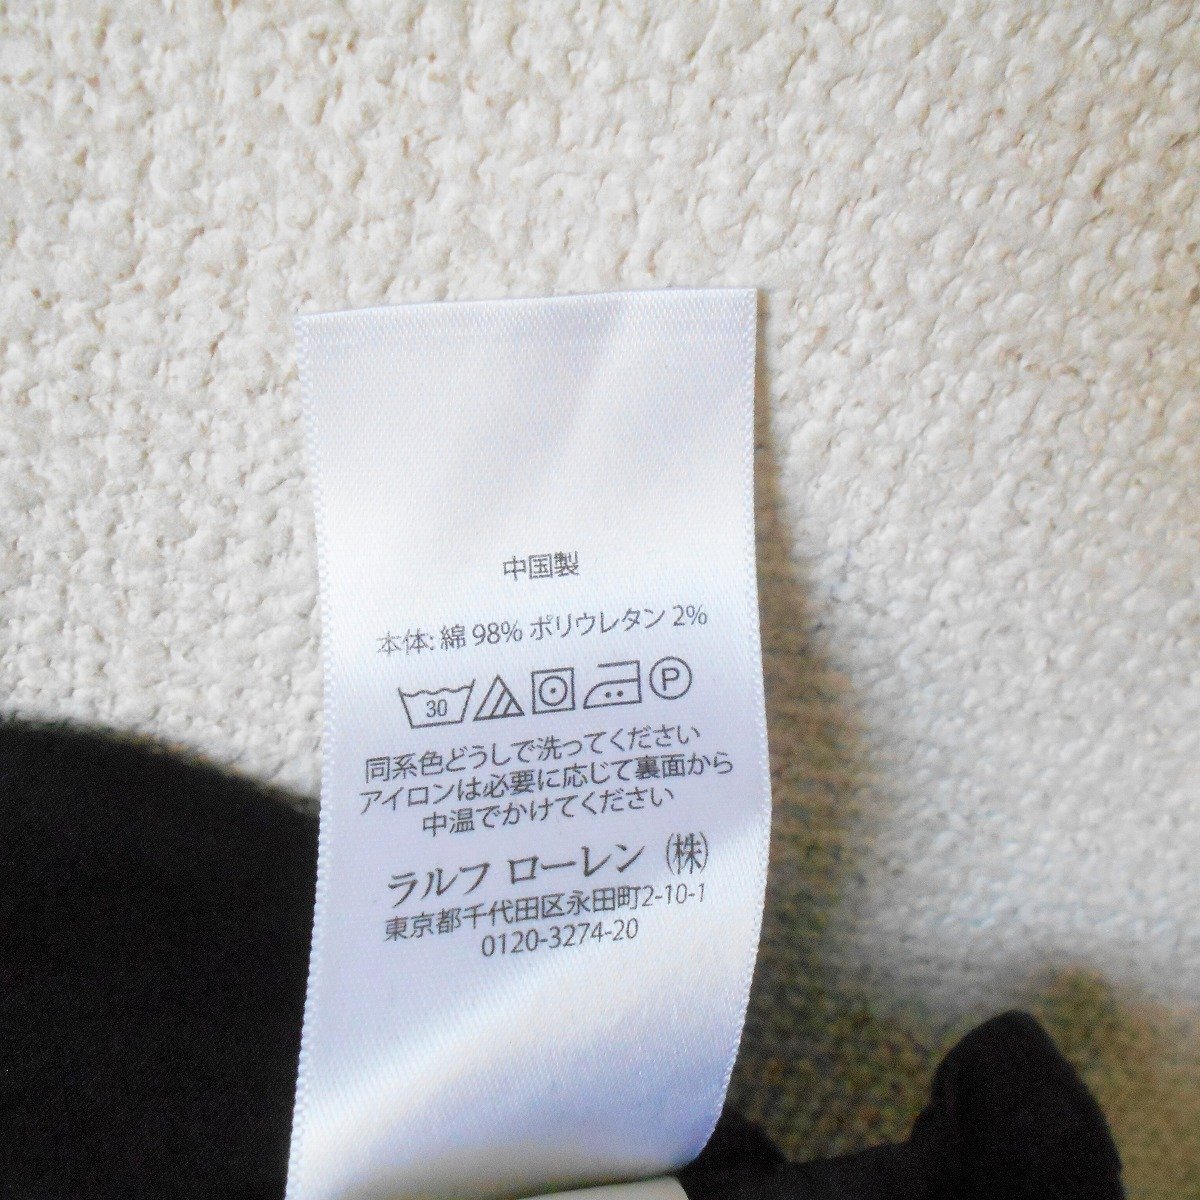 中国製
本体: 綿 98% ポリウレタン 2%
30 P
同系色どうしで洗ってください
アイロンは必要に応じて裏面から
中温でかけてください
ラルフ ローレン (株)
東京都千代田区永田町2-10-1
0120-3274-20